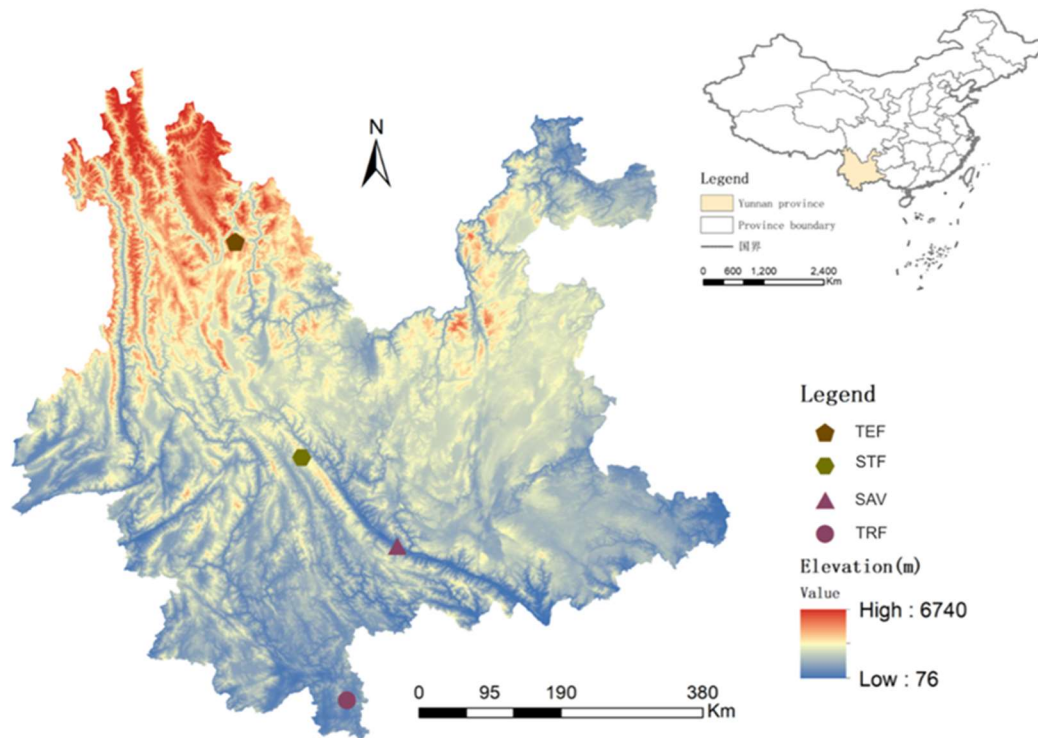 N
Legend
Yunnan province
Province boundary
国界
0 600 1,200 2,400
Km
Legend
TEF
STF
SAV
TRF
Elevation(m)
Value
High : 6740
Low : 76
0 95 190 380
Km